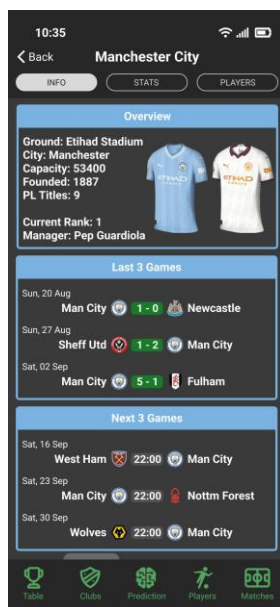 10:35
Back Manchester City
INFO STATS PLAYERS
Overview
Ground: Etihad Stadium
City: Manchester
Capacity: 53400
Founded: 1887
PL Titles: 9
Current Rank: 1
Manager: Pep Guardiola
ETIHAD
AIRWAYS
ETIHAD
AIRWAYS
Last 3 Games
Sun, 20 Aug
Man City 1 - 0 Newcastle
Sun, 27 Aug
Sheff Utd 1 - 2 Man City
Sat, 02 Sep
Man City 5 - 1 Fulham
Next 3 Games
Sat, 16 Sep
West Ham 22:00 Man City
Sat, 23 Sep
Man City 22:00 Nottm Forest
Sat, 30 Sep
Wolves 22:00 Man City
Table Clubs Prediction Players Matches